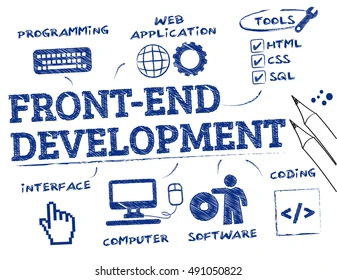 PROGRAMMING
WEB
APPLICATION
TOOLS
HTML
CSS
SQL
FRONT-END
DEVELOPMENT
INTERFACE
COMPUTER
SOFTWARE
CODING
</>
shutterstock.com · 491050822